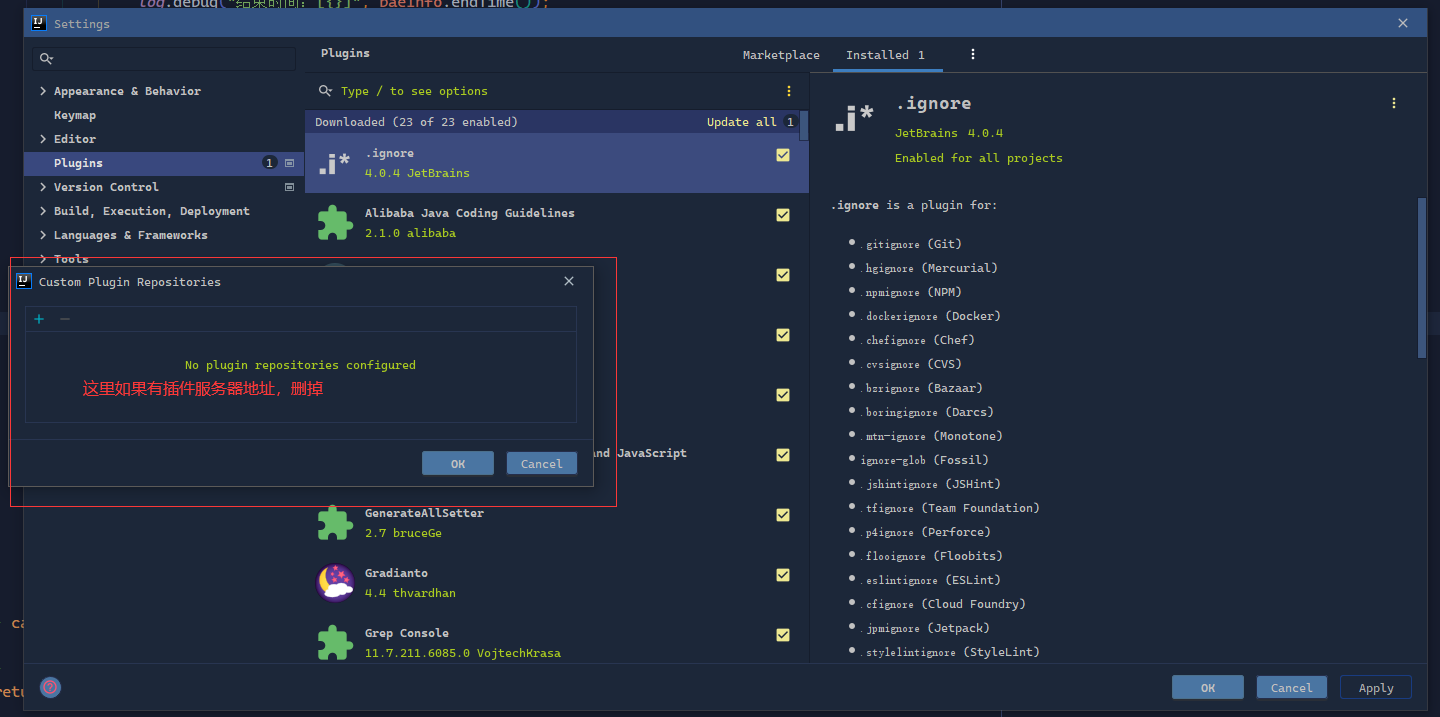 log.debug("结束时间: [{}]", baeInfo.endTime());
Settings
Appearance & Behavior
Keymap
Editor
Plugins 1
Version Control
Build, Execution, Deployment
Languages & Frameworks
Tools
Plugins
Marketplace
Installed 1
Type / to see options
Downloaded (23 of 23 enabled)
Update all 1
.ignore
4.0.4 JetBrains
Alibaba Java Coding Guidelines
2.1.0 alibaba
and JavaScript
GenerateAllSetter
2.7 bruceGe
Gradianto
4.4 thvardhan
Grep Console
11.7.211.6085.0 VojtechKrasa
Custom Plugin Repositories
No plugin repositories configured
这里如果有插件服务器地址，删掉
OK
Cancel
.i*
.ignore
JetBrains 4.0.4
Enabled for all projects
.ignore is a plugin for:
.gitignore (Git)
.hgignore (Mercurial)
.npmignore (NPM)
.dockerignore (Docker)
.chefignore (Chef)
.cvsignore (CVS)
.bzrignore (Bazaar)
.boringignore (Darcs)
.mtn-ignore (Monotone)
ignore-glob (Fossil)
.jshintignore (JSHint)
.tfignore (Team Foundation)
.p4ignore (Perforce)
.flooignore (Floobits)
.eslintignore (ESLint)
.cfignore (Cloud Foundry)
.jpmignore (Jetpack)
.stylelintignore (StyleLint)
OK
Cancel
Apply